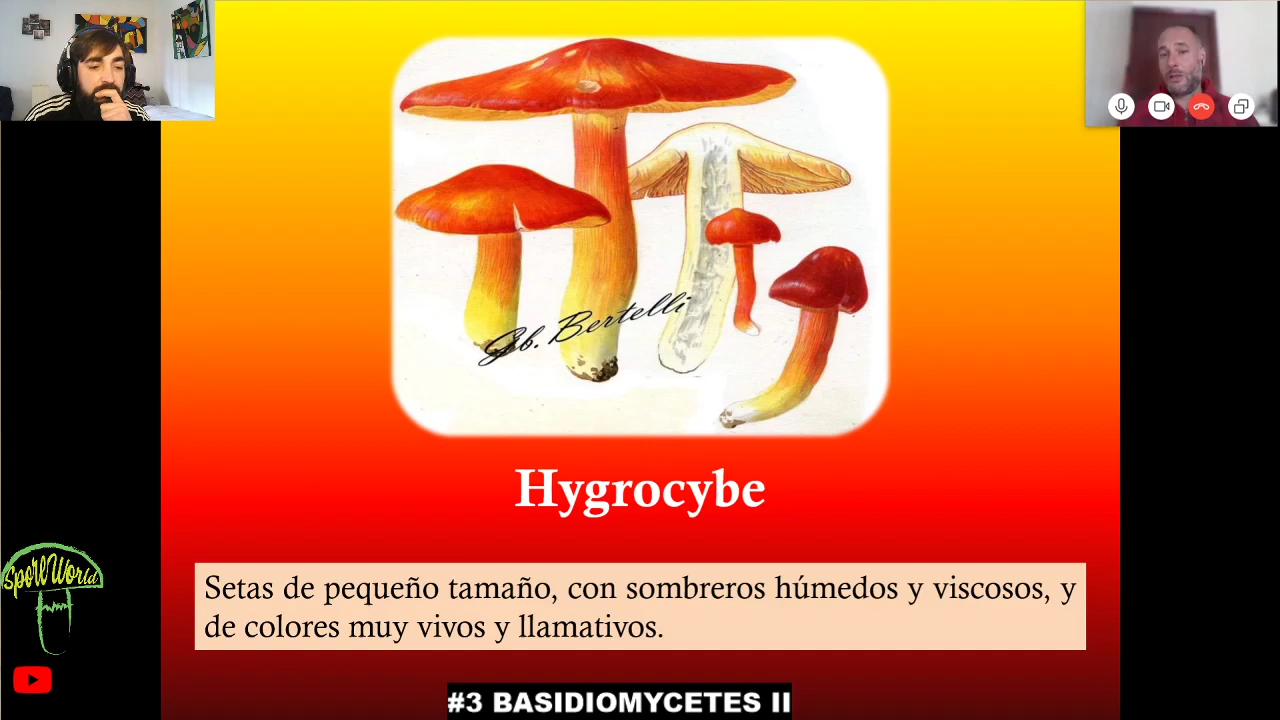 Gb. Bertelli
Hygrocybe
Setas de pequeño tamaño, con sombreros húmedos y viscosos, y
de colores muy vivos y llamativos.
SporeWorld
#3 BASIDIOMYCETES II